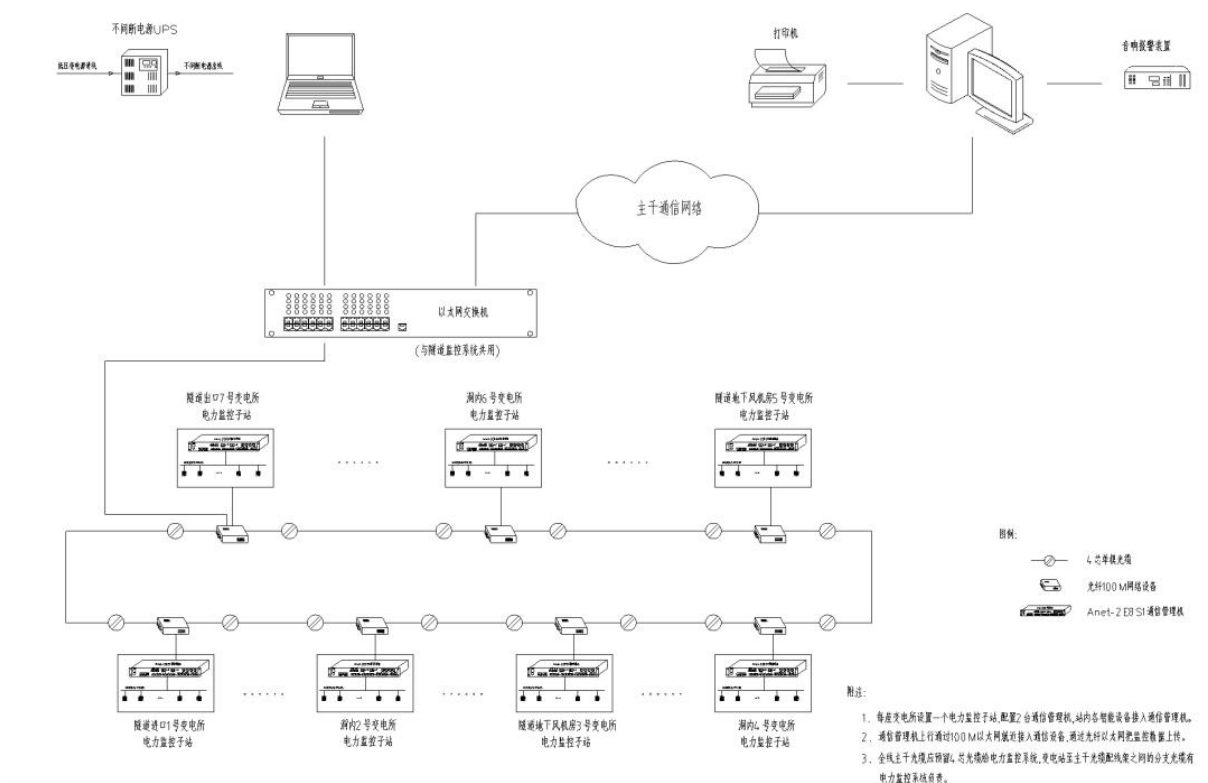 不间断电源UPS
低压母电源进线
不间断电源出线
打印机
音响报警装置
主干通信网络
以太网交换机
(与隧道监控系统共用)
隧道出口7号变电所
电力监控子站
洞内6号变电所
电力监控子站
隧道地下风机房5号变电所
电力监控子站
......
......
隧道进口1号变电所
电力监控子站
洞内2号变电所
电力监控子站
隧道地下风机房3号变电所
电力监控子站
洞内4号变电所
电力监控子站
......
......
......
图例:
4芯单模光缆
光纤100M网络设备
Anet-2E8S1通信管理机
附注:
1、每座变电所设置一个电力监控子站,配置2台通信管理机,站内各智能设备接入通信管理机。
2、通信管理机上行通过100M以太网就近接入通信设备,通过光纤以太网把监控数据上传。
3、全线主干光缆应预留4芯光缆给电力监控系统,变电站至主干光缆配线架之间的分支光缆有
电力监控系统负责。